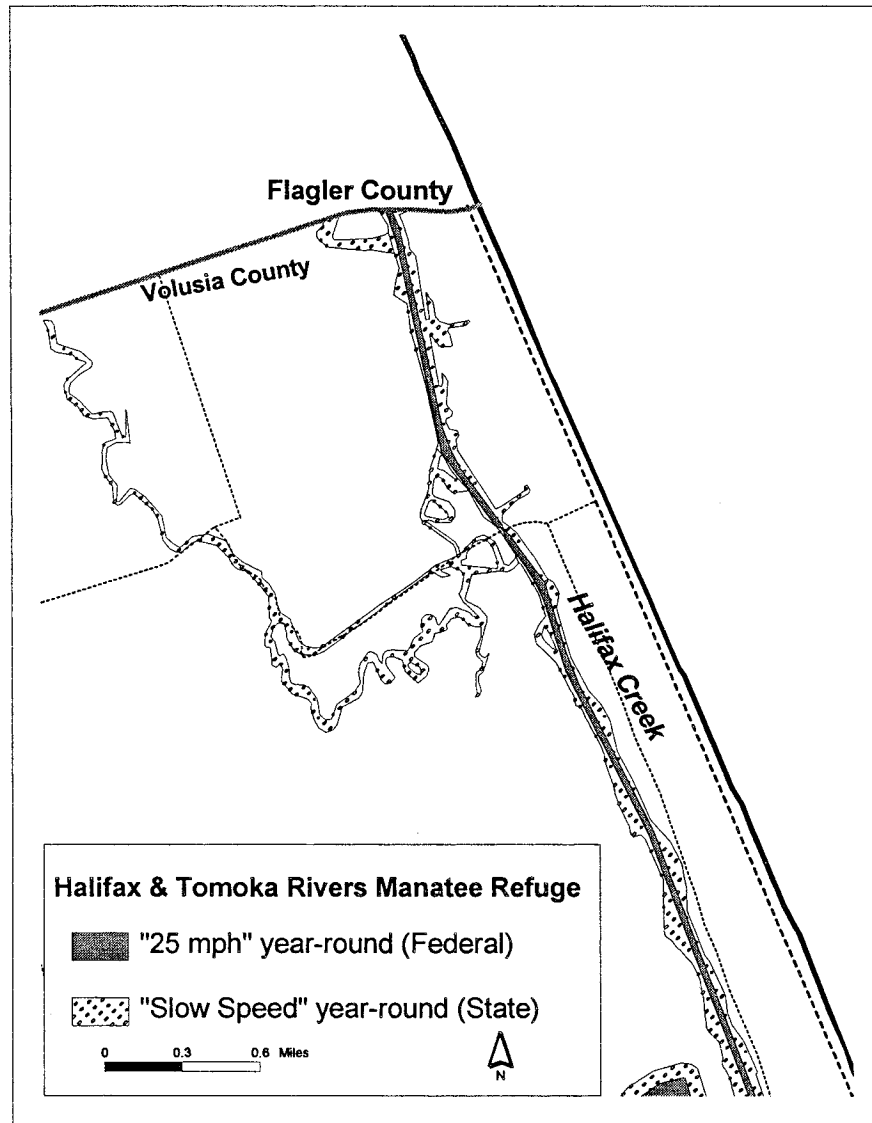 Flagler County
Volusia County
Halifax Creek
Halifax & Tomoka Rivers Manatee Refuge
"25 mph" year-round (Federal)
"Slow Speed" year-round (State)
0 0.3 0.6 Miles
N